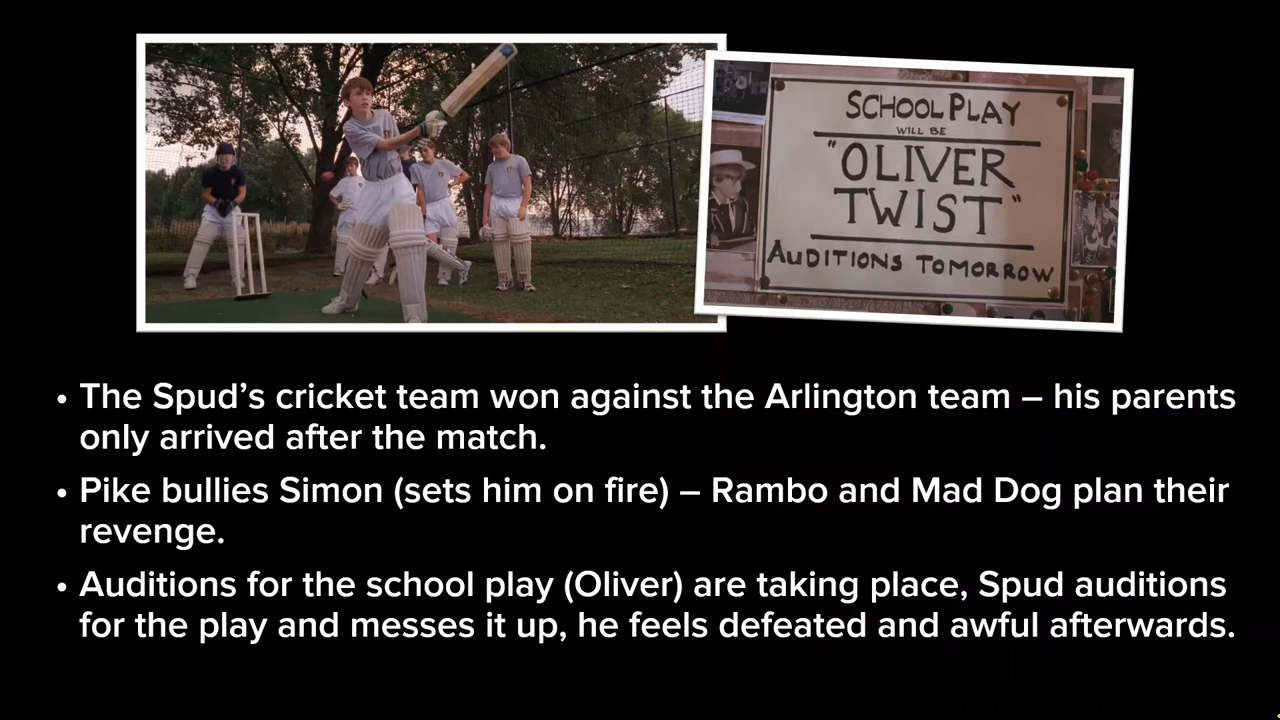 SCHOOL PLAY
WILL BE
"OLIVER
TWIST"
AUDITIONS TOMORROW
• The Spud's cricket team won against the Arlington team – his parents
only arrived after the match.
• Pike bullies Simon (sets him on fire) – Rambo and Mad Dog plan their
revenge.
• Auditions for the school play (Oliver) are taking place, Spud auditions
for the play and messes it up, he feels defeated and awful afterwards.